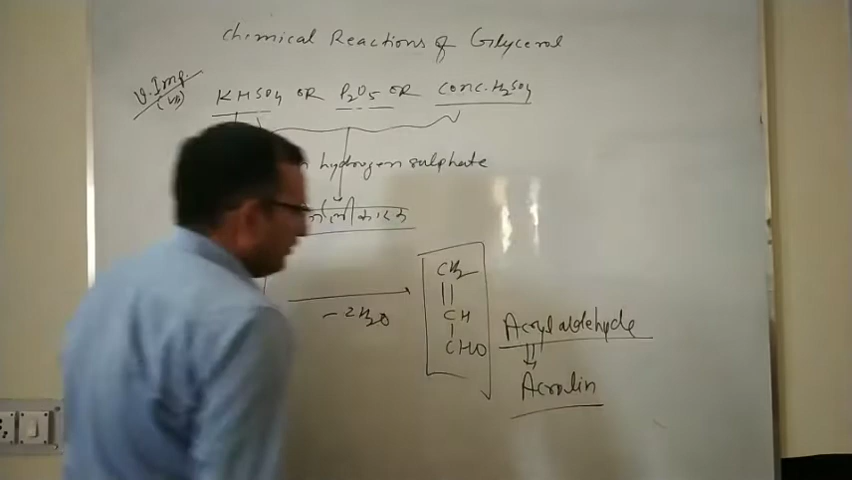 Chemical Reactions of Glycerol
V. Imp.
(VII)
KHSO4 OR P2O5 OR Conc. H2SO4
hydrogen sulphate
CH2
||
CH
|
CHO
- 2H2O
Acryl aldehyde
Acrolin